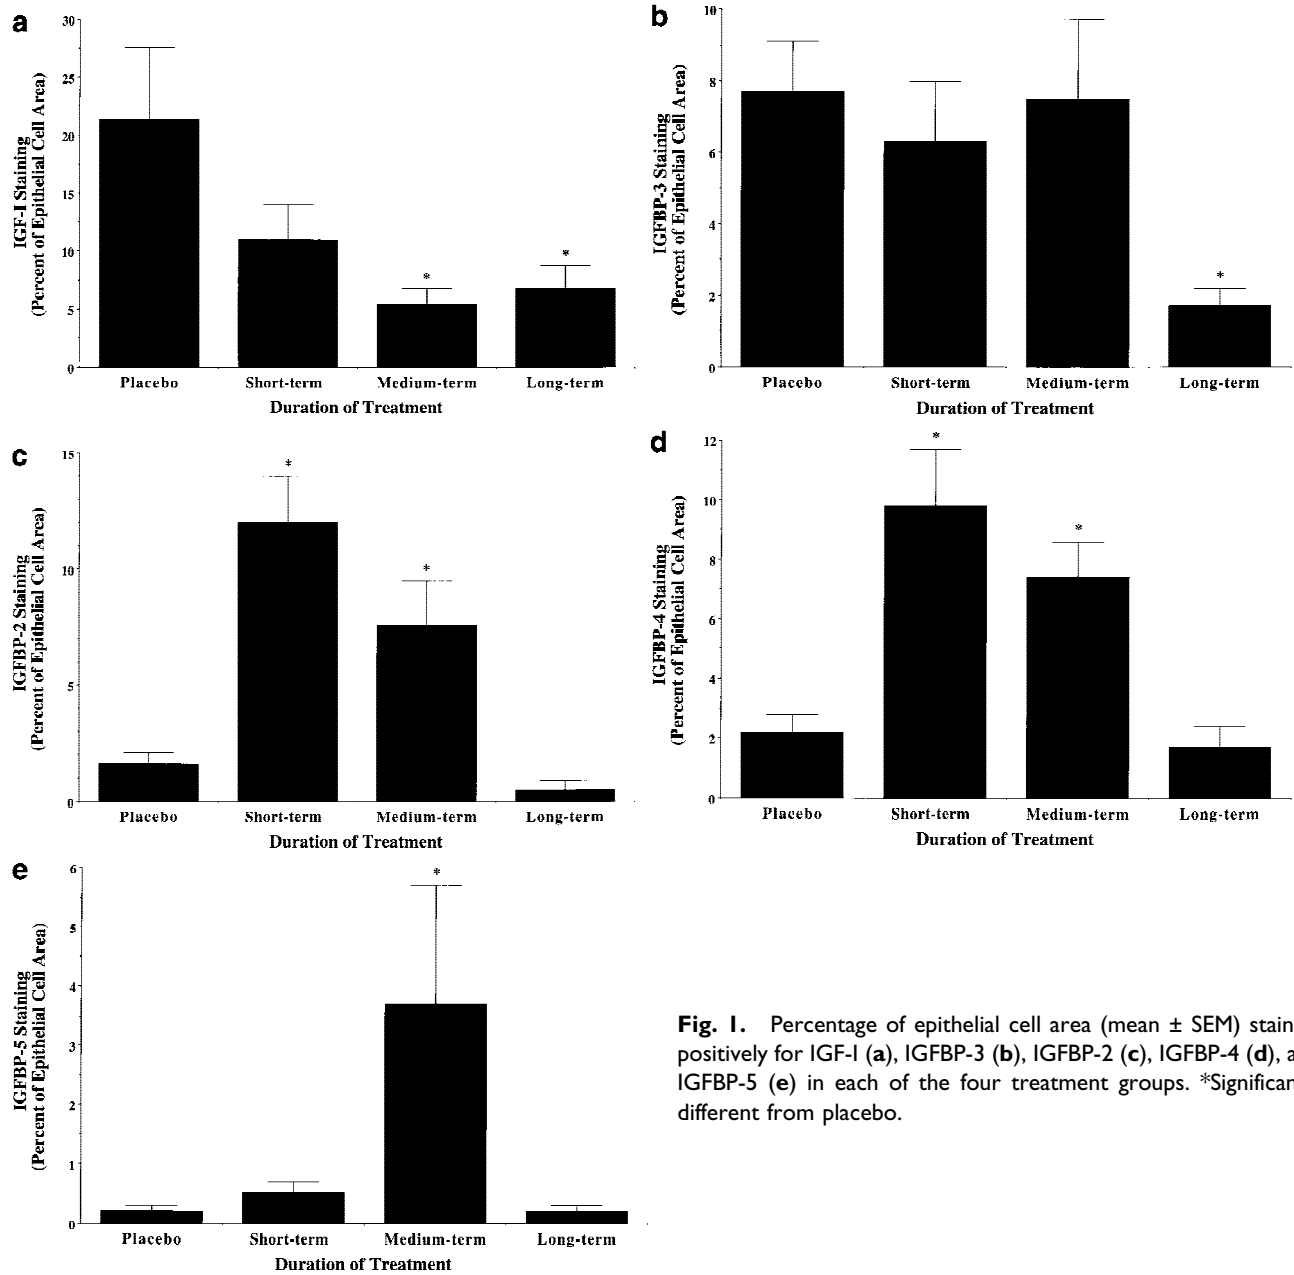 a
30
25
20
15
10
5
0
IGF-I Staining
(Percent of Epithelial Cell Area)
*
*
Placebo Short-term Medium-term Long-term
Duration of Treatment
b
10
8
6
4
2
0
IGFBP-3 Staining
(Percent of Epithelial Cell Area)
*
Placebo Short-term Medium-term Long-term
Duration of Treatment
c
15
10
5
0
IGFBP-2 Staining
(Percent of Epithelial Cell Area)
*
*
Placebo Short-term Medium-term Long-term
Duration of Treatment
d
12
10
8
6
4
2
0
IGFBP-4 Staining
(Percent of Epithelial Cell Area)
*
*
Placebo Short-term Medium-term Long-term
Duration of Treatment
e
6
5
4
3
2
1
0
IGFBP-5 Staining
(Percent of Epithelial Cell Area)
*
Placebo Short-term Medium-term Long-term
Duration of Treatment
Fig. 1. Percentage of epithelial cell area (mean ± SEM) stain
positively for IGF-I (a), IGFBP-3 (b), IGFBP-2 (c), IGFBP-4 (d), a
IGFBP-5 (e) in each of the four treatment groups. *Significan
different from placebo.